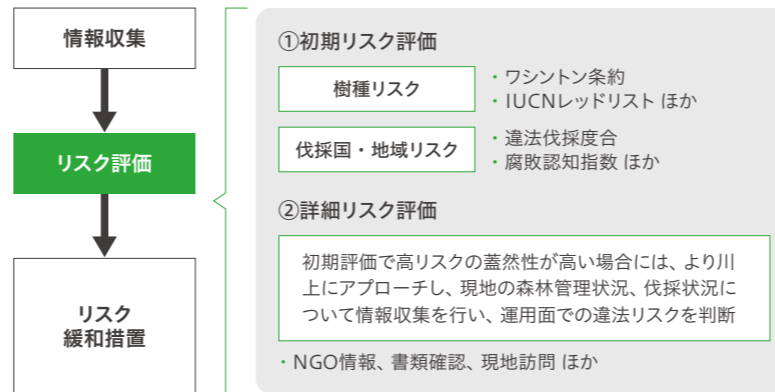 情報収集
リスク評価
リスク
緩和措置
①初期リスク評価
樹種リスク
・ワシントン条約
・IUCNレッドリスト ほか
伐採国・地域リスク
・違法伐採度合
・腐敗認知指数 ほか
②詳細リスク評価
初期評価で高リスクの蓋然性が高い場合には、より川
上にアプローチし、現地の森林管理状況、伐採状況に
ついて情報収集を行い、運用面での違法リスクを判断
・NGO情報、書類確認、現地訪問 ほか